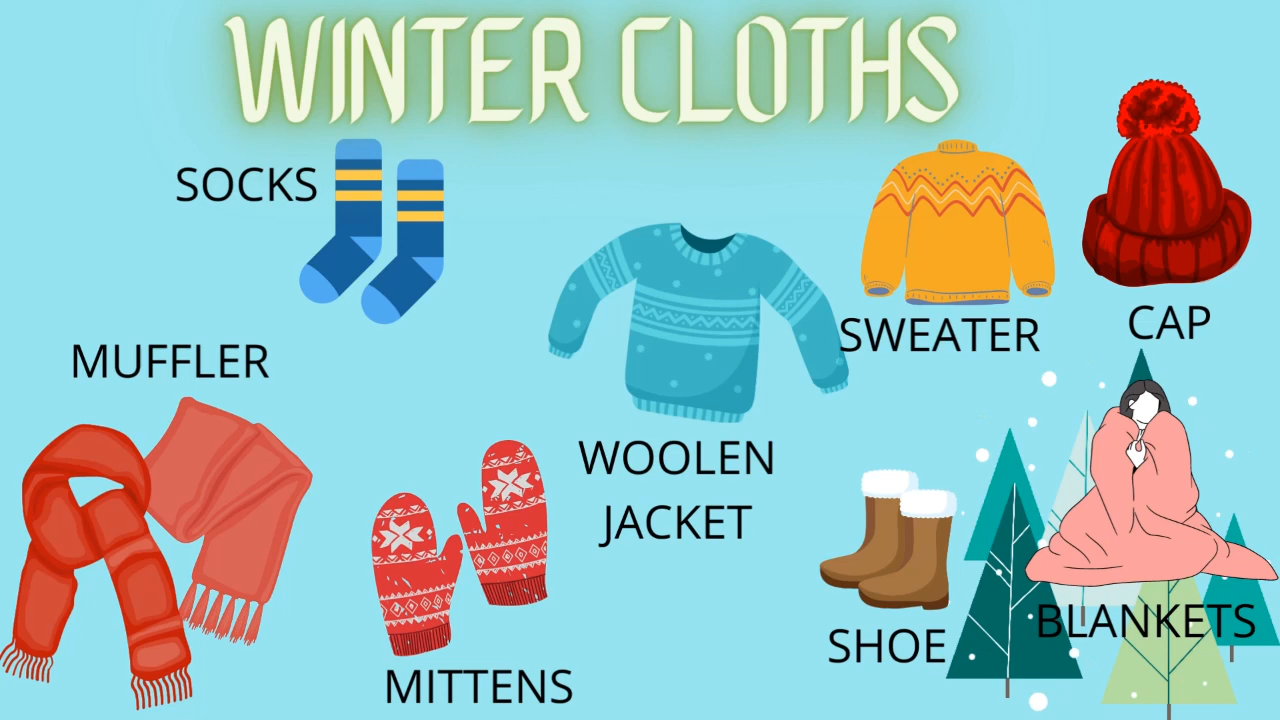 WINTER CLOTHS
SOCKS
SWEATER
CAP
MUFFLER
WOOLEN
JACKET
MITTENS
SHOE
BLANKETS